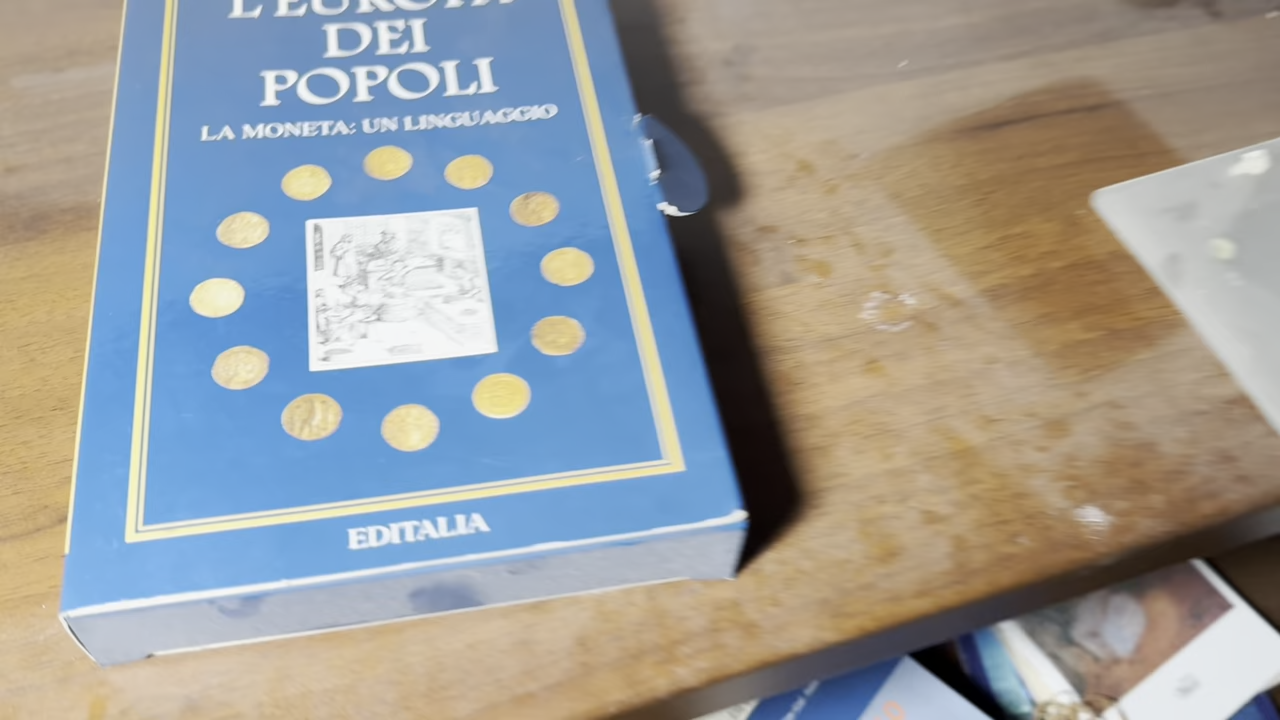 L'EUROPA
DEI
POPOLI
LA MONETA: UN LINGUAGGIO
EDITALIA